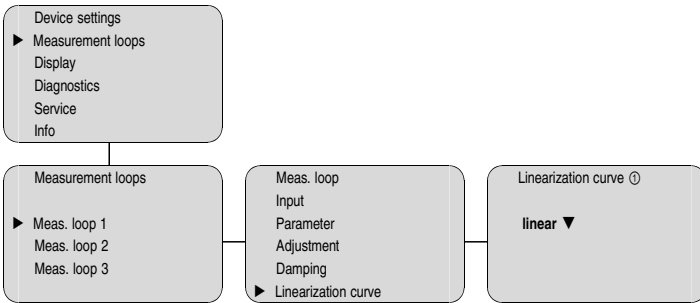 Device settings
▶ Measurement loops
Display
Diagnostics
Service
Info
Measurement loops
▶ Meas. loop 1
Meas. loop 2
Meas. loop 3
Meas. loop
Input
Parameter
Adjustment
Damping
▶ Linearization curve
Linearization curve ①
linear ▼